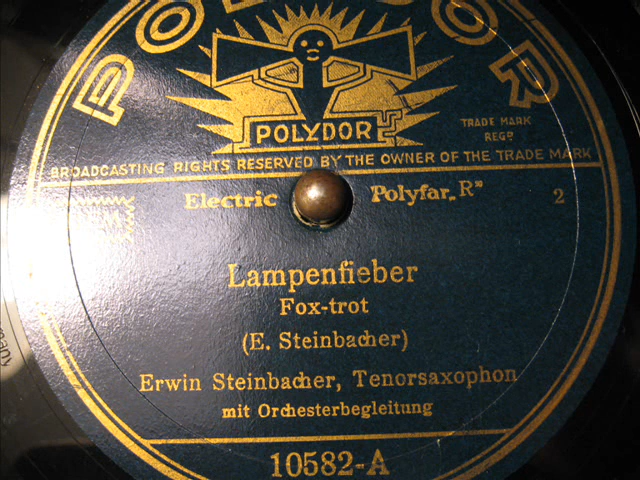 POLYDOR
POLYDOR
TRADE MARK
REGD
BROADCASTING RIGHTS RESERVED BY THE OWNER OF THE TRADE MARK
Electric Polyfar„R" 2
Lampenfieber
Fox-trot
(E. Steinbacher)
Erwin Steinbacher, Tenorsaxophon
mit Orchesterbegleitung
10582-A